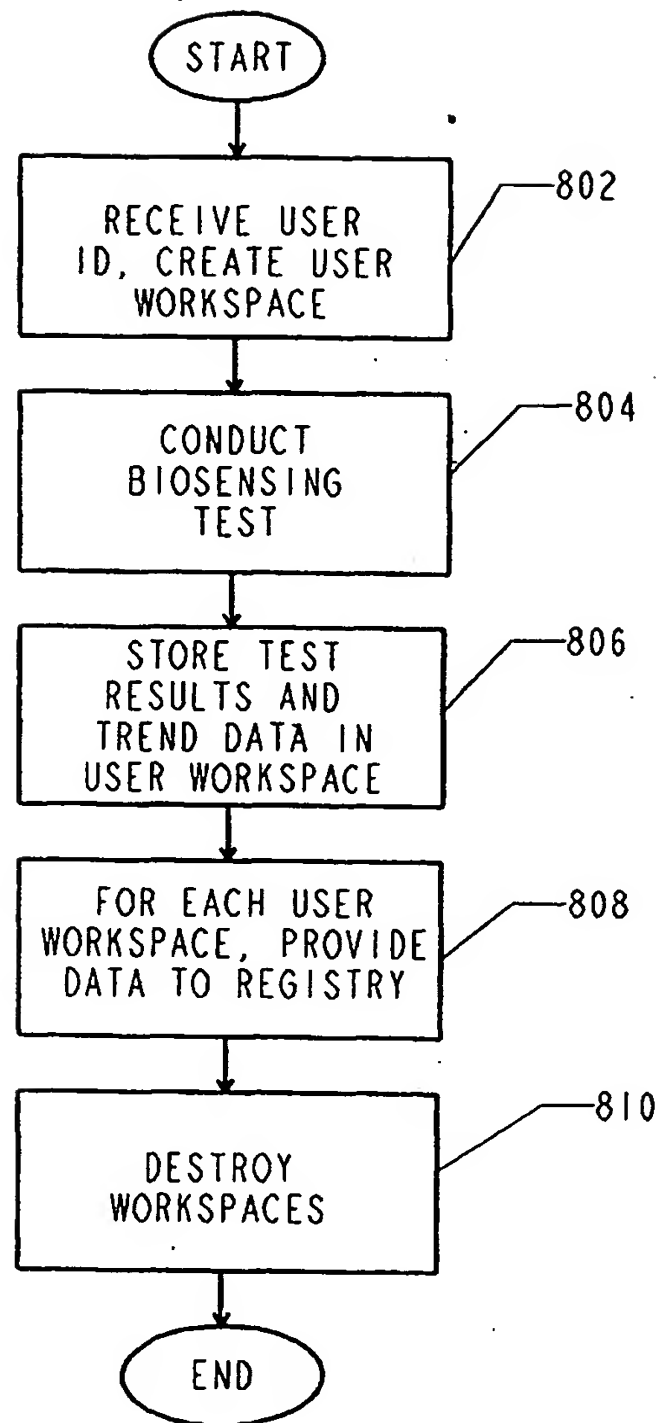 START
RECEIVE USER
ID, CREATE USER
WORKSPACE
802
CONDUCT
BIOSENSING
TEST
804
STORE TEST
RESULTS AND
TREND DATA IN
USER WORKSPACE
806
FOR EACH USER
WORKSPACE, PROVIDE
DATA TO REGISTRY
808
DESTROY
WORKSPACES
810
END